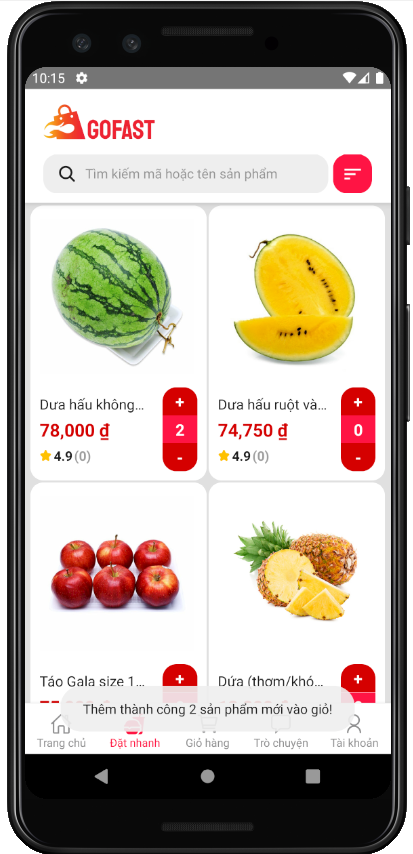 10:15
GOFAST
Tìm kiếm mã hoặc tên sản phẩm
+
+
Dưa hấu không...
Dưa hấu ruột và...
78,000 ₫
2
74,750 ₫
0
4.9 (0)
-
4.9 (0)
-
+
+
Táo Gala size 1...
Dứa (thơm/khó...
Thêm thành công 2 sản phẩm mới vào giỏ!
Trang chủ
Đặt nhanh
Giỏ hàng
Trò chuyện
Tài khoản